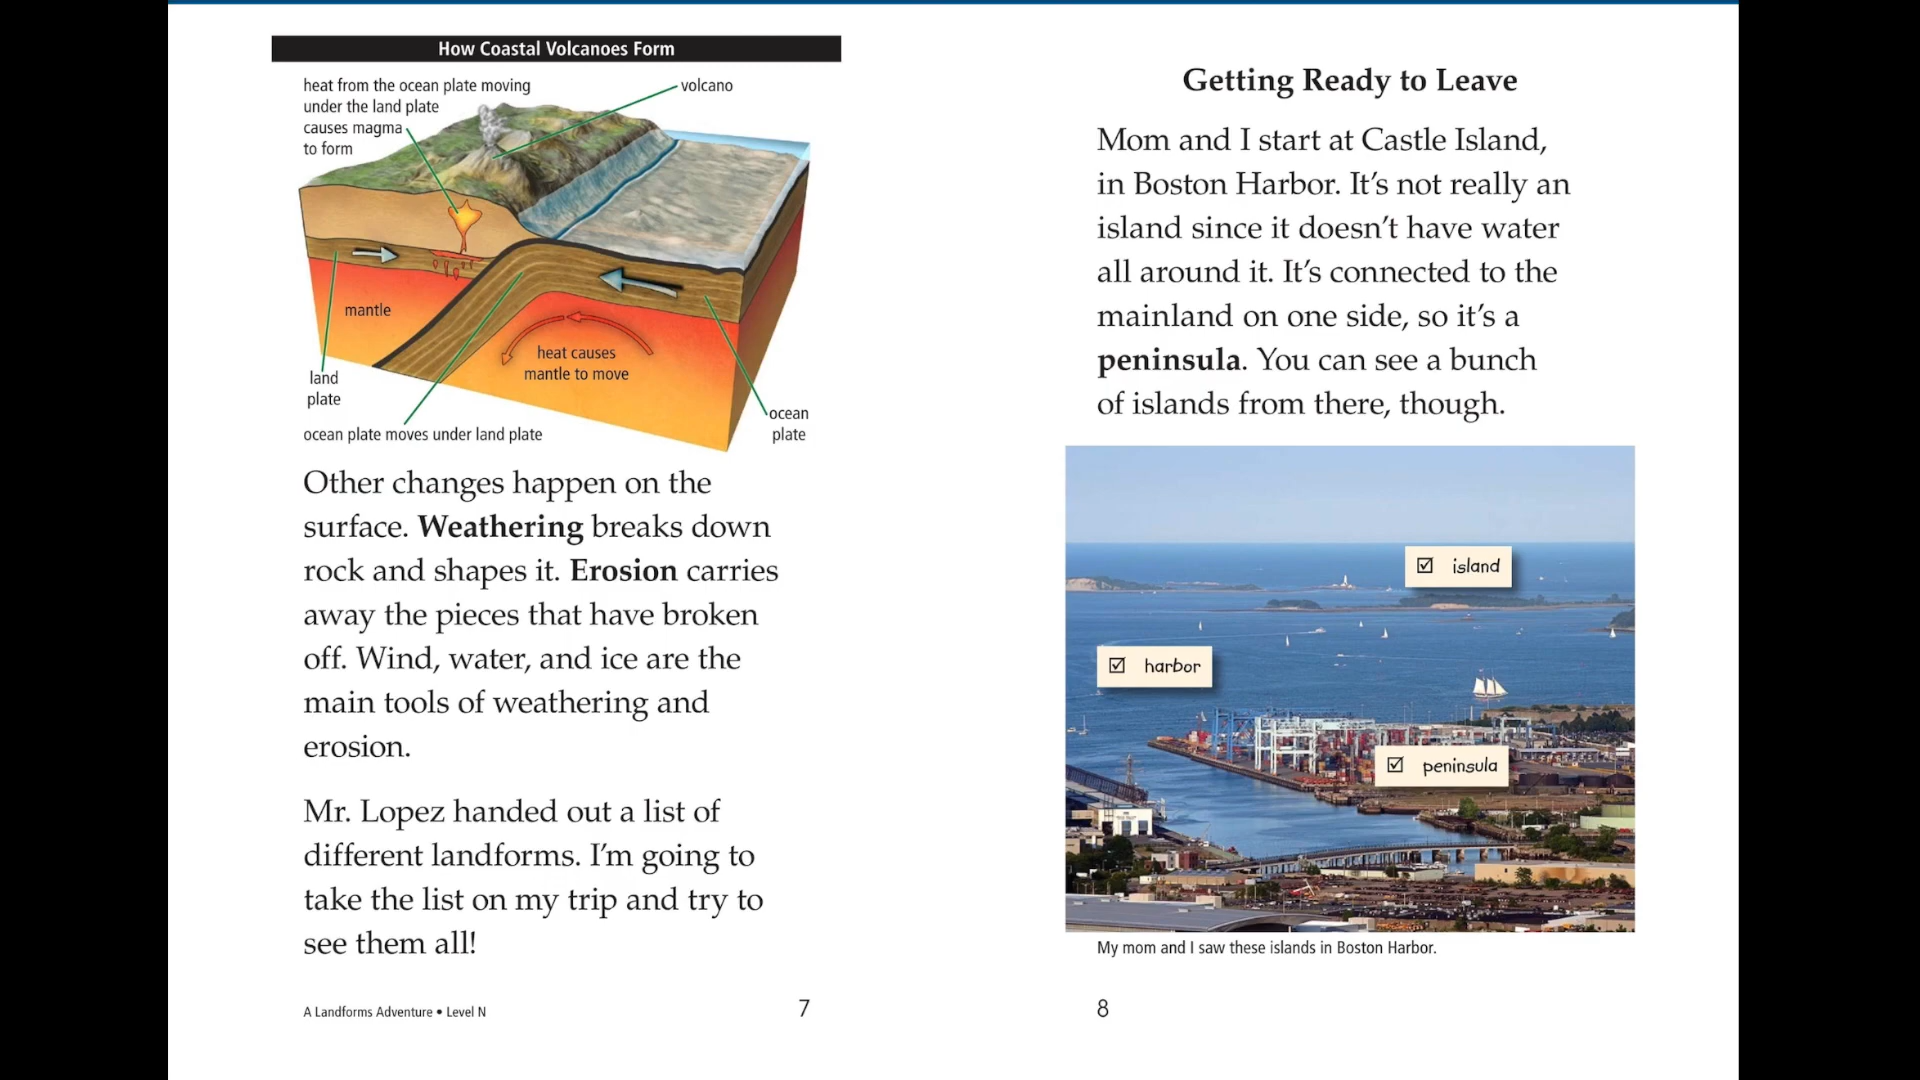 How Coastal Volcanoes Form
heat from the ocean plate moving
under the land plate
causes magma
to form
volcano
mantle
heat causes
mantle to move
land
plate
ocean
plate
ocean plate moves under land plate
Other changes happen on the
surface. Weathering breaks down
rock and shapes it. Erosion carries
away the pieces that have broken
off. Wind, water, and ice are the
main tools of weathering and
erosion.
Mr. Lopez handed out a list of
different landforms. I’m going to
take the list on my trip and try to
see them all!
A Landforms Adventure • Level N
7
Getting Ready to Leave
Mom and I start at Castle Island,
in Boston Harbor. It’s not really an
island since it doesn’t have water
all around it. It’s connected to the
mainland on one side, so it’s a
peninsula. You can see a bunch
of islands from there, though.
☑ island
☑ harbor
☑ peninsula
My mom and I saw these islands in Boston Harbor.
8